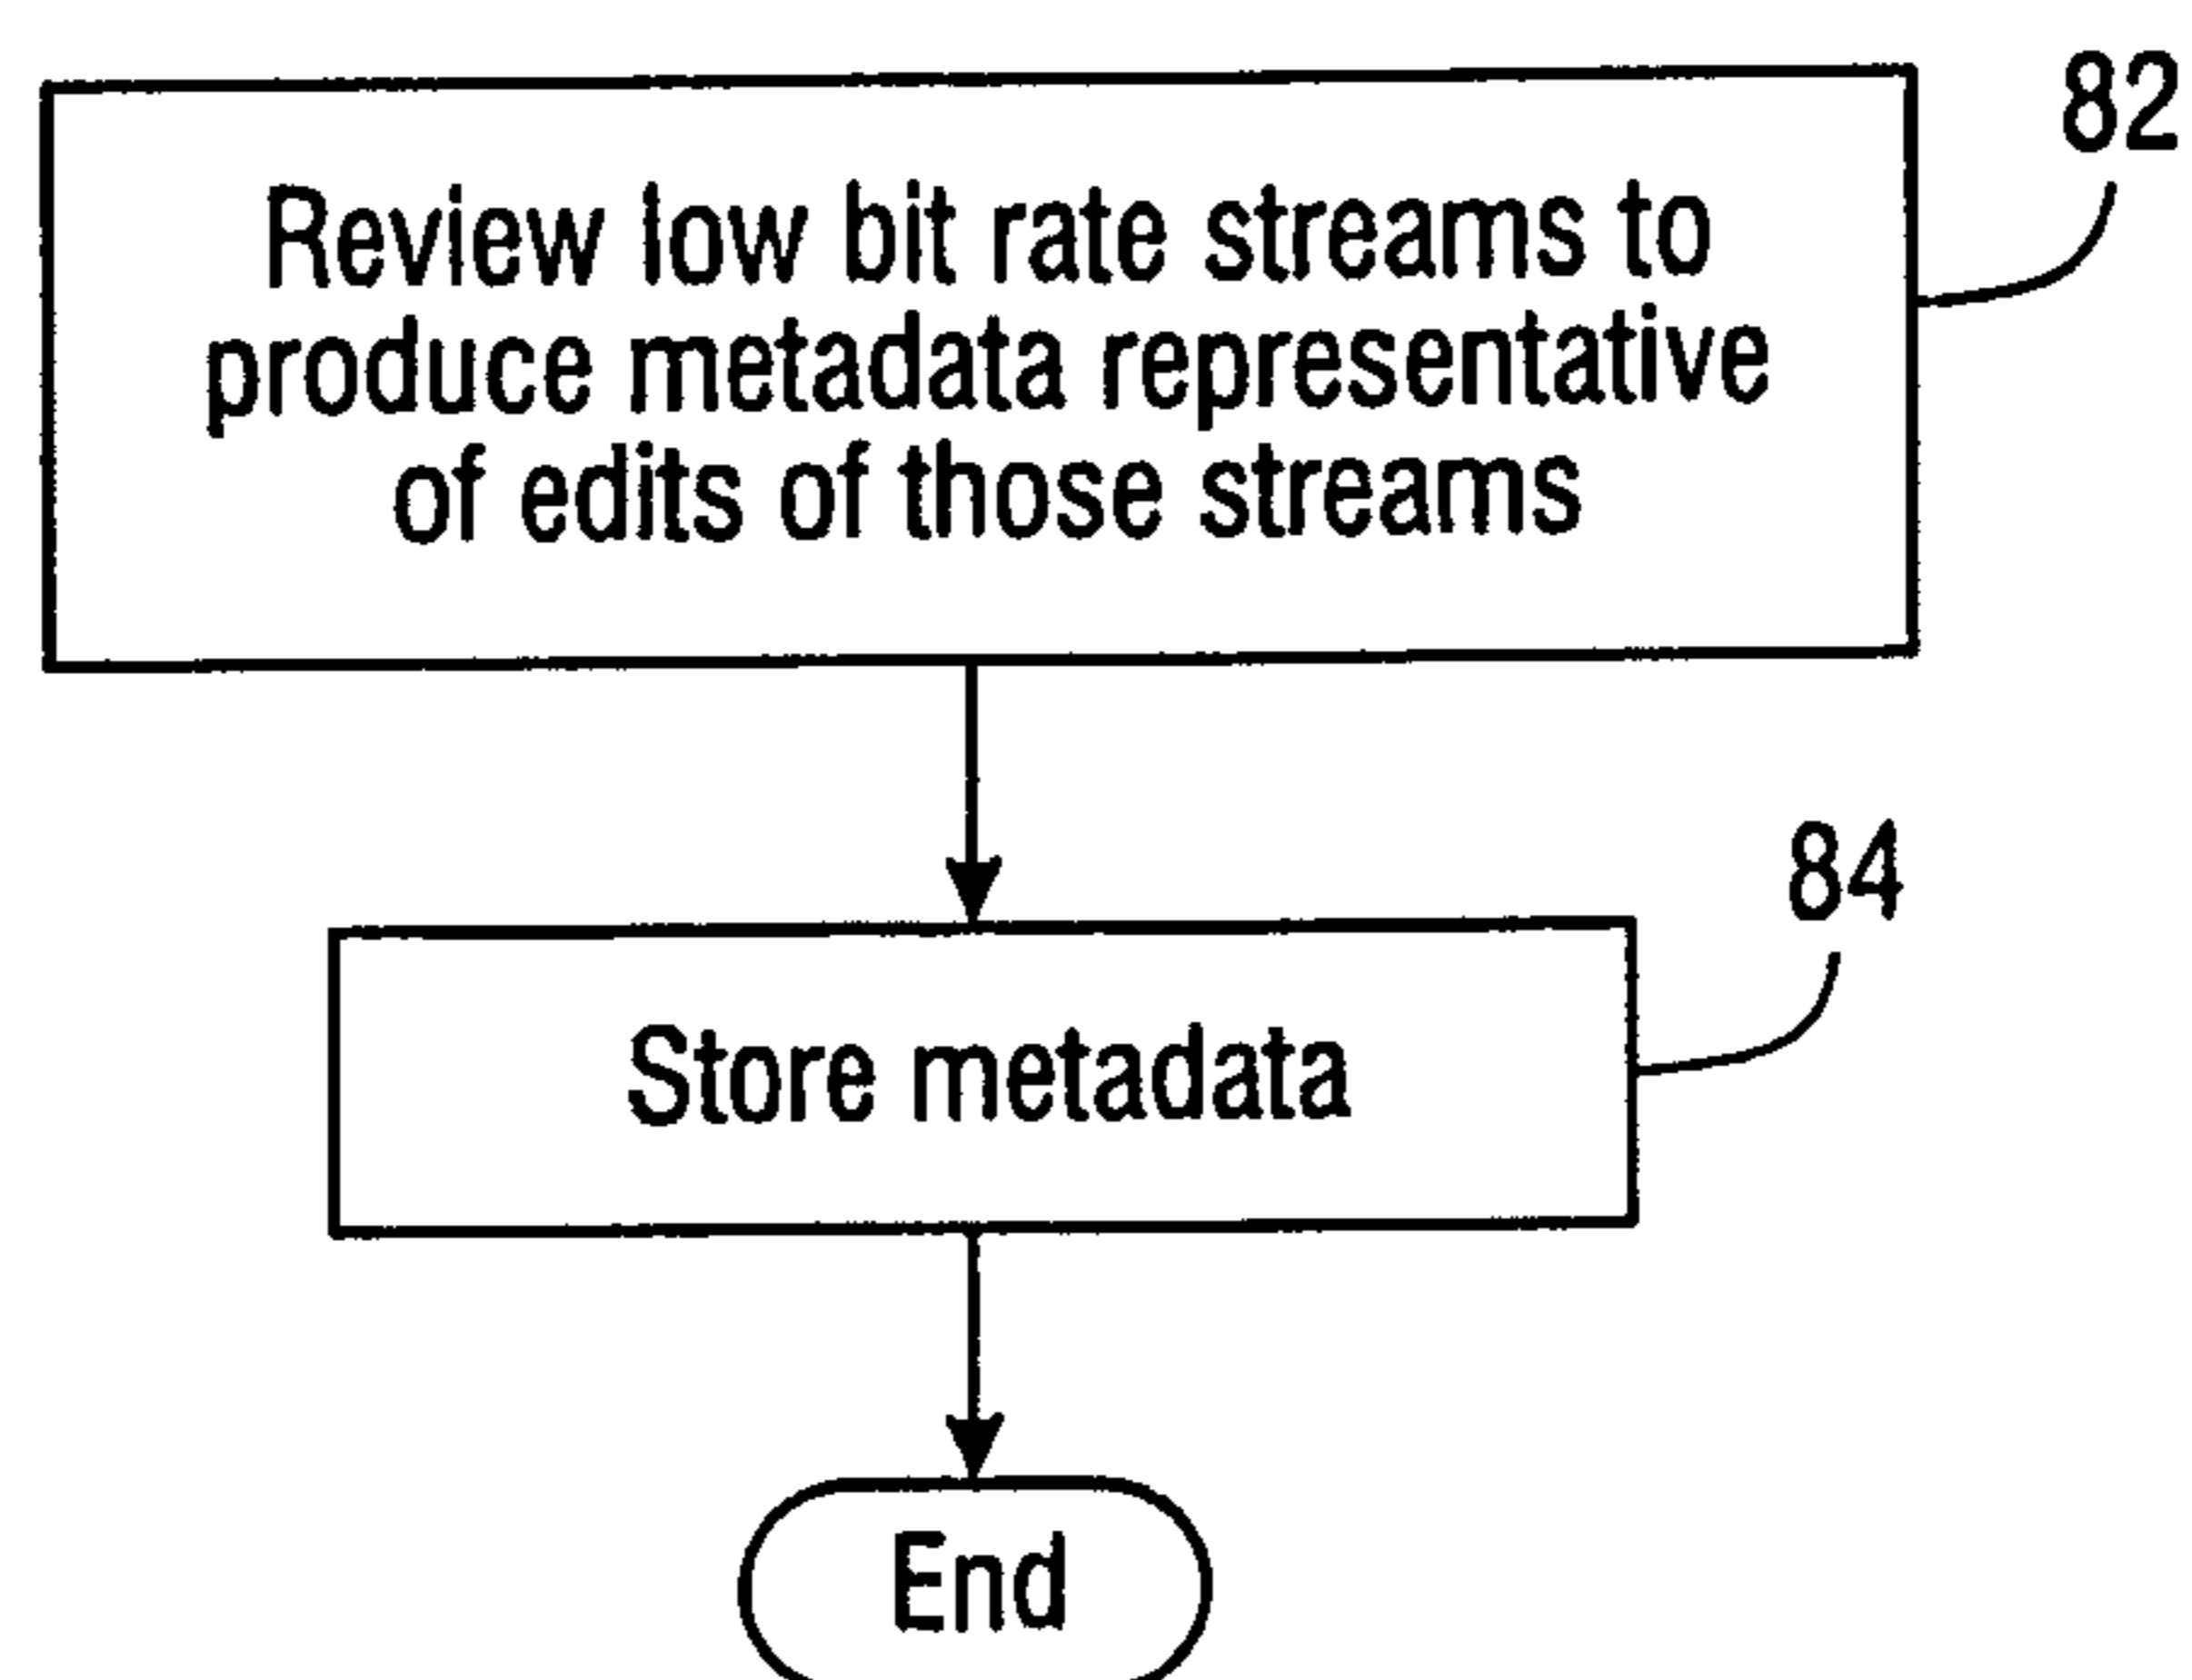 82
Review low bit rate streams to
produce metadata representative
of edits of those streams
84
Store metadata
End